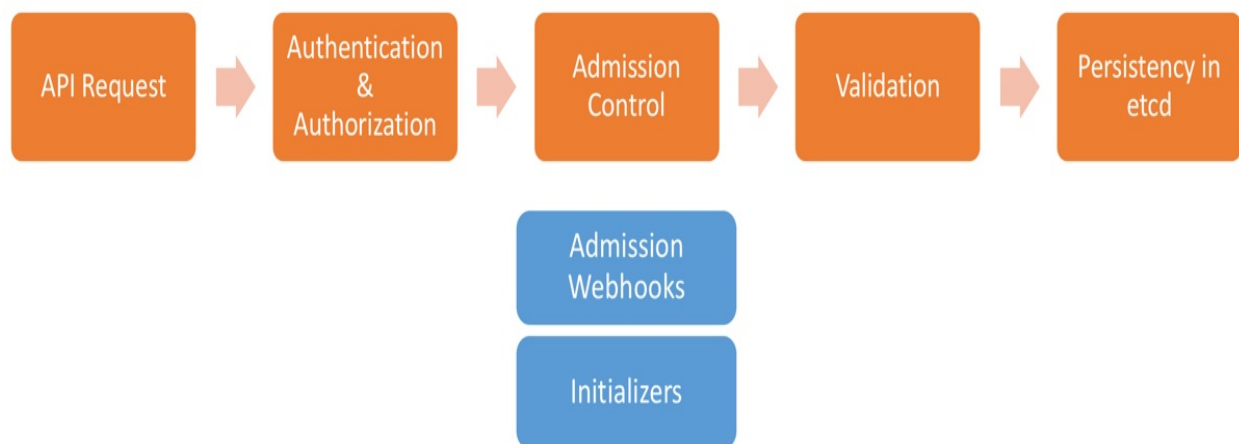 API Request
Authentication
&
Authorization
Admission
Control
Validation
Persistency in
etcd
Admission
Webhooks
Initializers